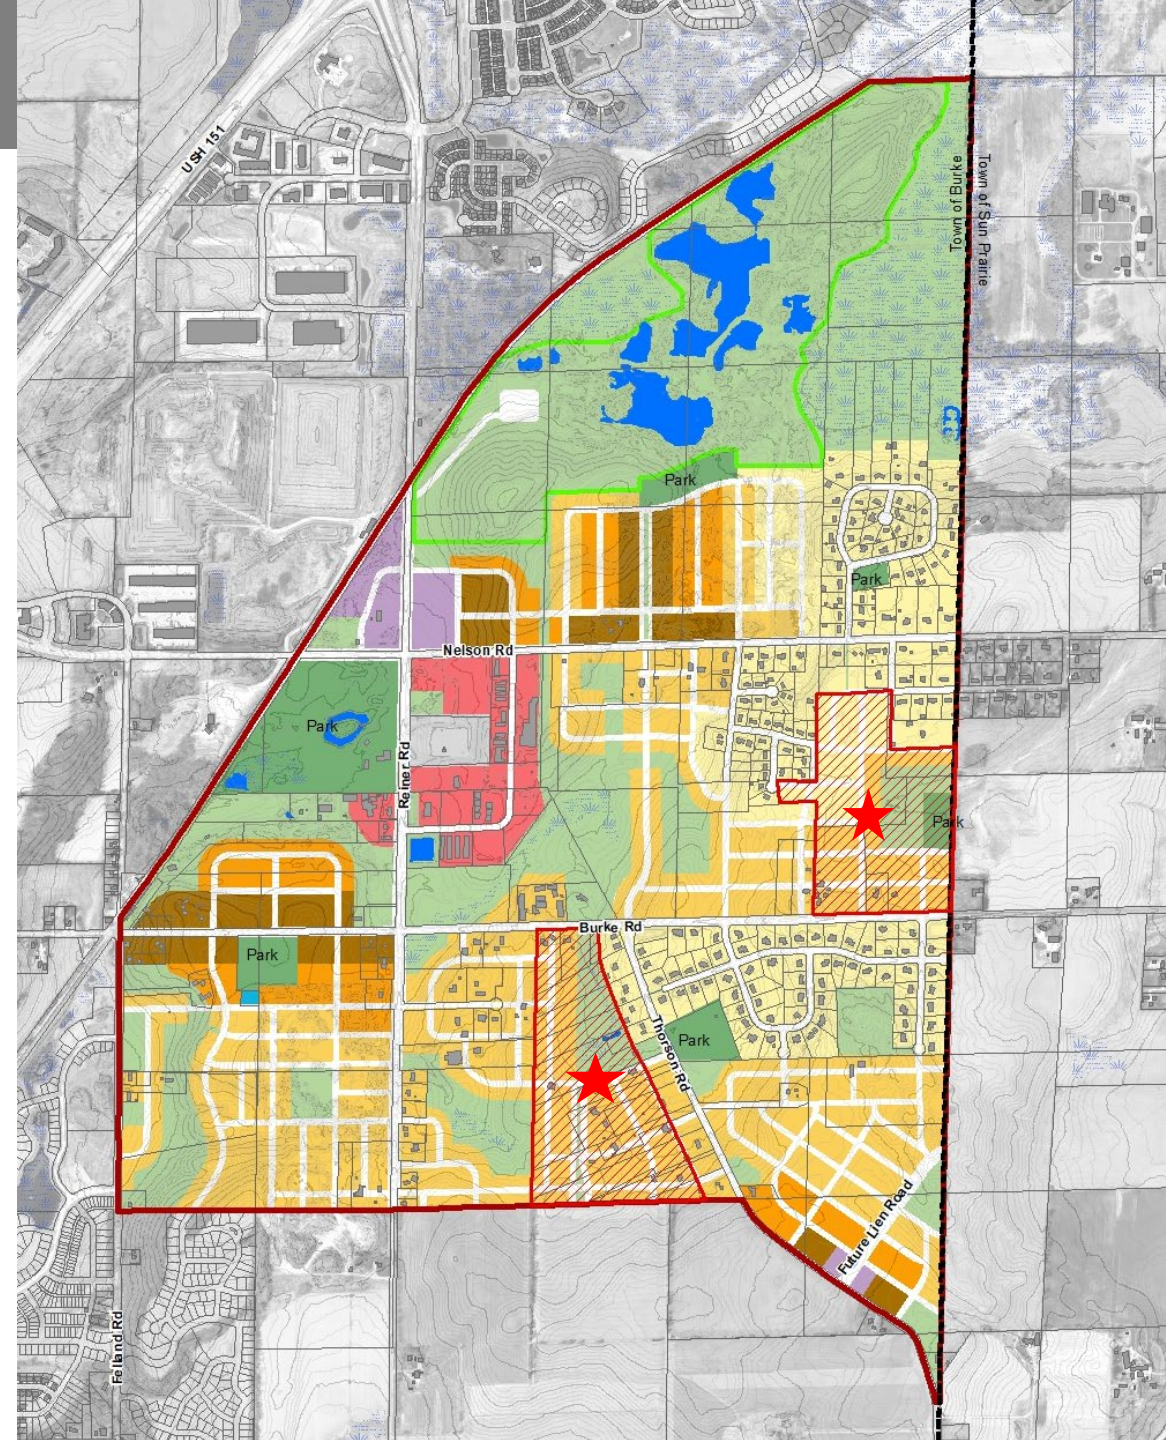 USH 151
Town of Burke
Town of Sun Prairie
Park
Park
Nelson Rd
Park
Reiner Rd
Park
Burke Rd
Park
Thorson Rd
Park
Future Lien Road
Felland Rd